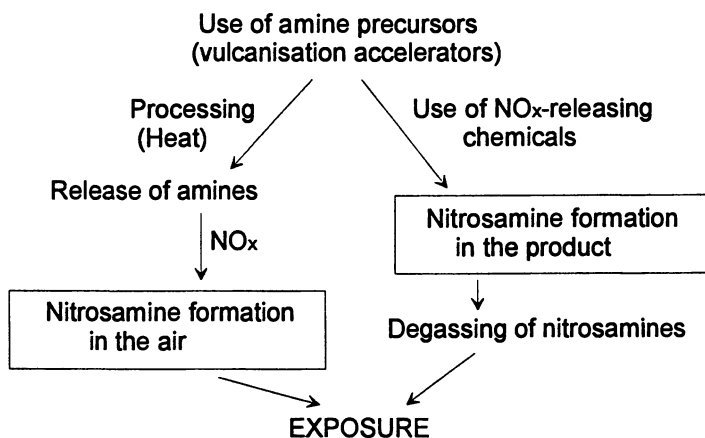 Use of amine precursors
(vulcanisation accelerators)
Processing
(Heat)
Use of NOx-releasing
chemicals
Release of amines
NOx
Nitrosamine formation
in the product
Nitrosamine formation
in the air
Degassing of nitrosamines
EXPOSURE